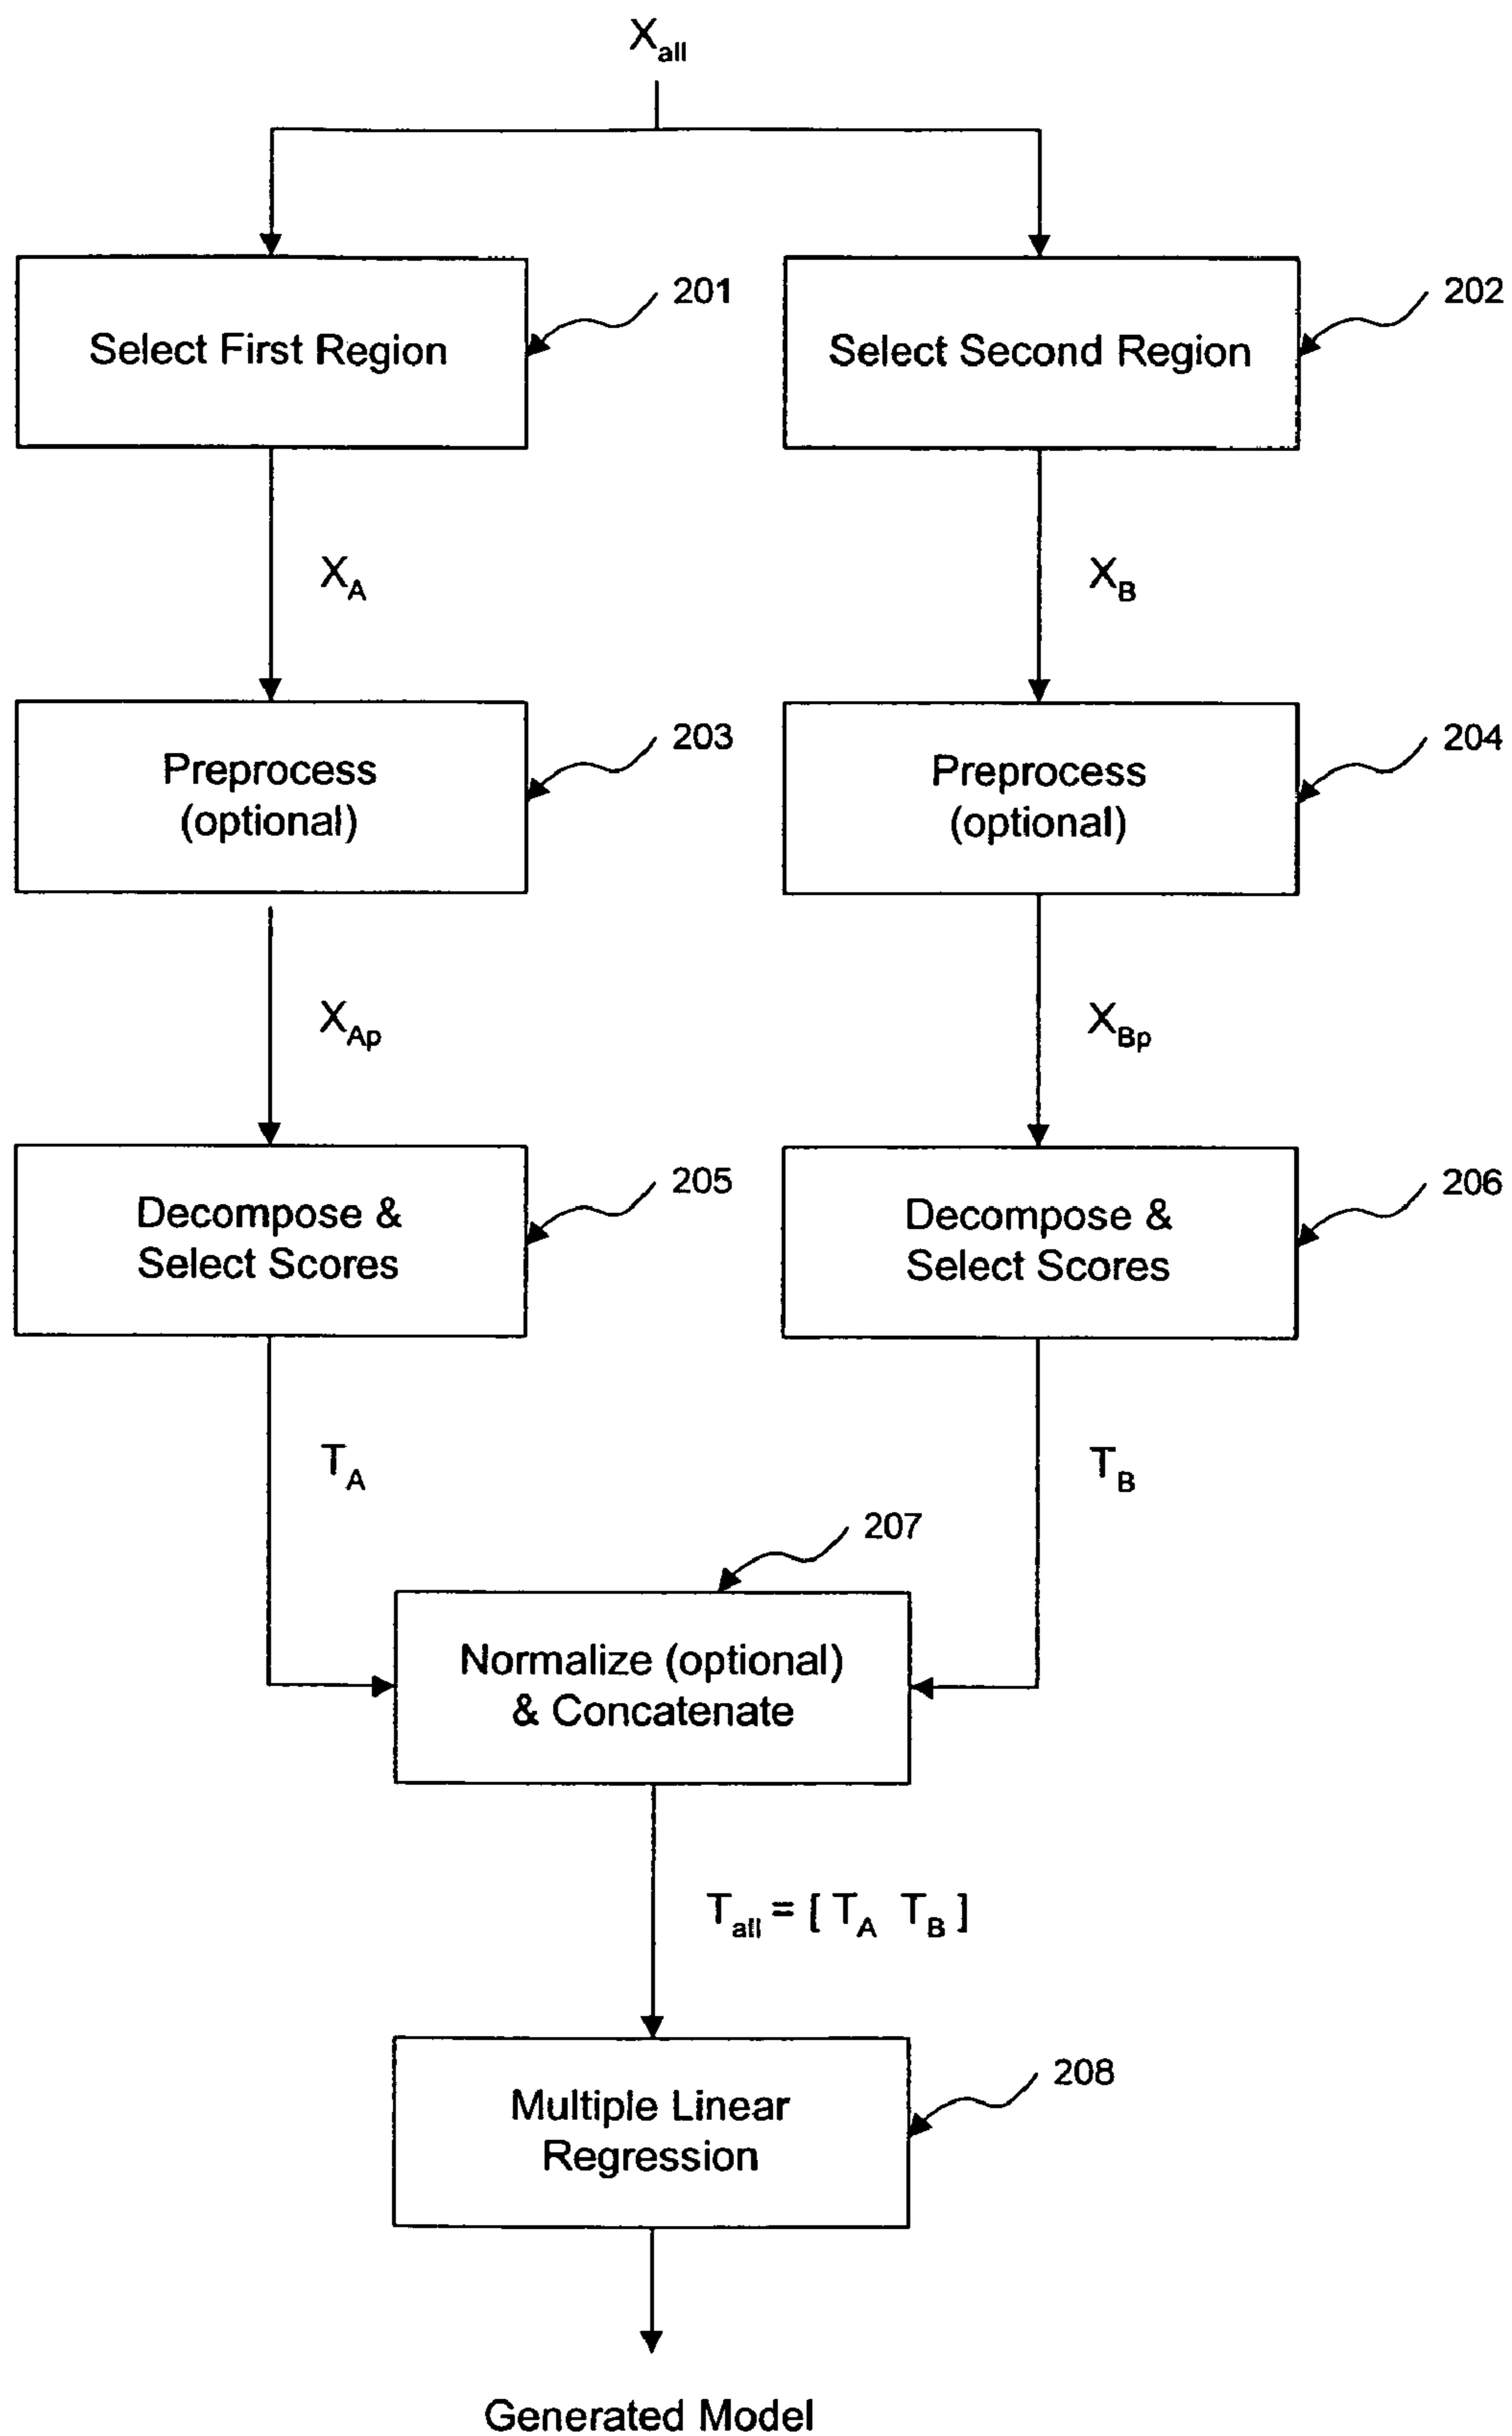 X_all
Select First Region
201
Select Second Region
202
X_A
X_B
Preprocess
(optional)
203
Preprocess
(optional)
204
X_Ap
X_Bp
Decompose &
Select Scores
205
Decompose &
Select Scores
206
T_A
T_B
207
Normalize (optional)
& Concatenate
T_all = [ T_A T_B ]
Multiple Linear
Regression
208
Generated Model